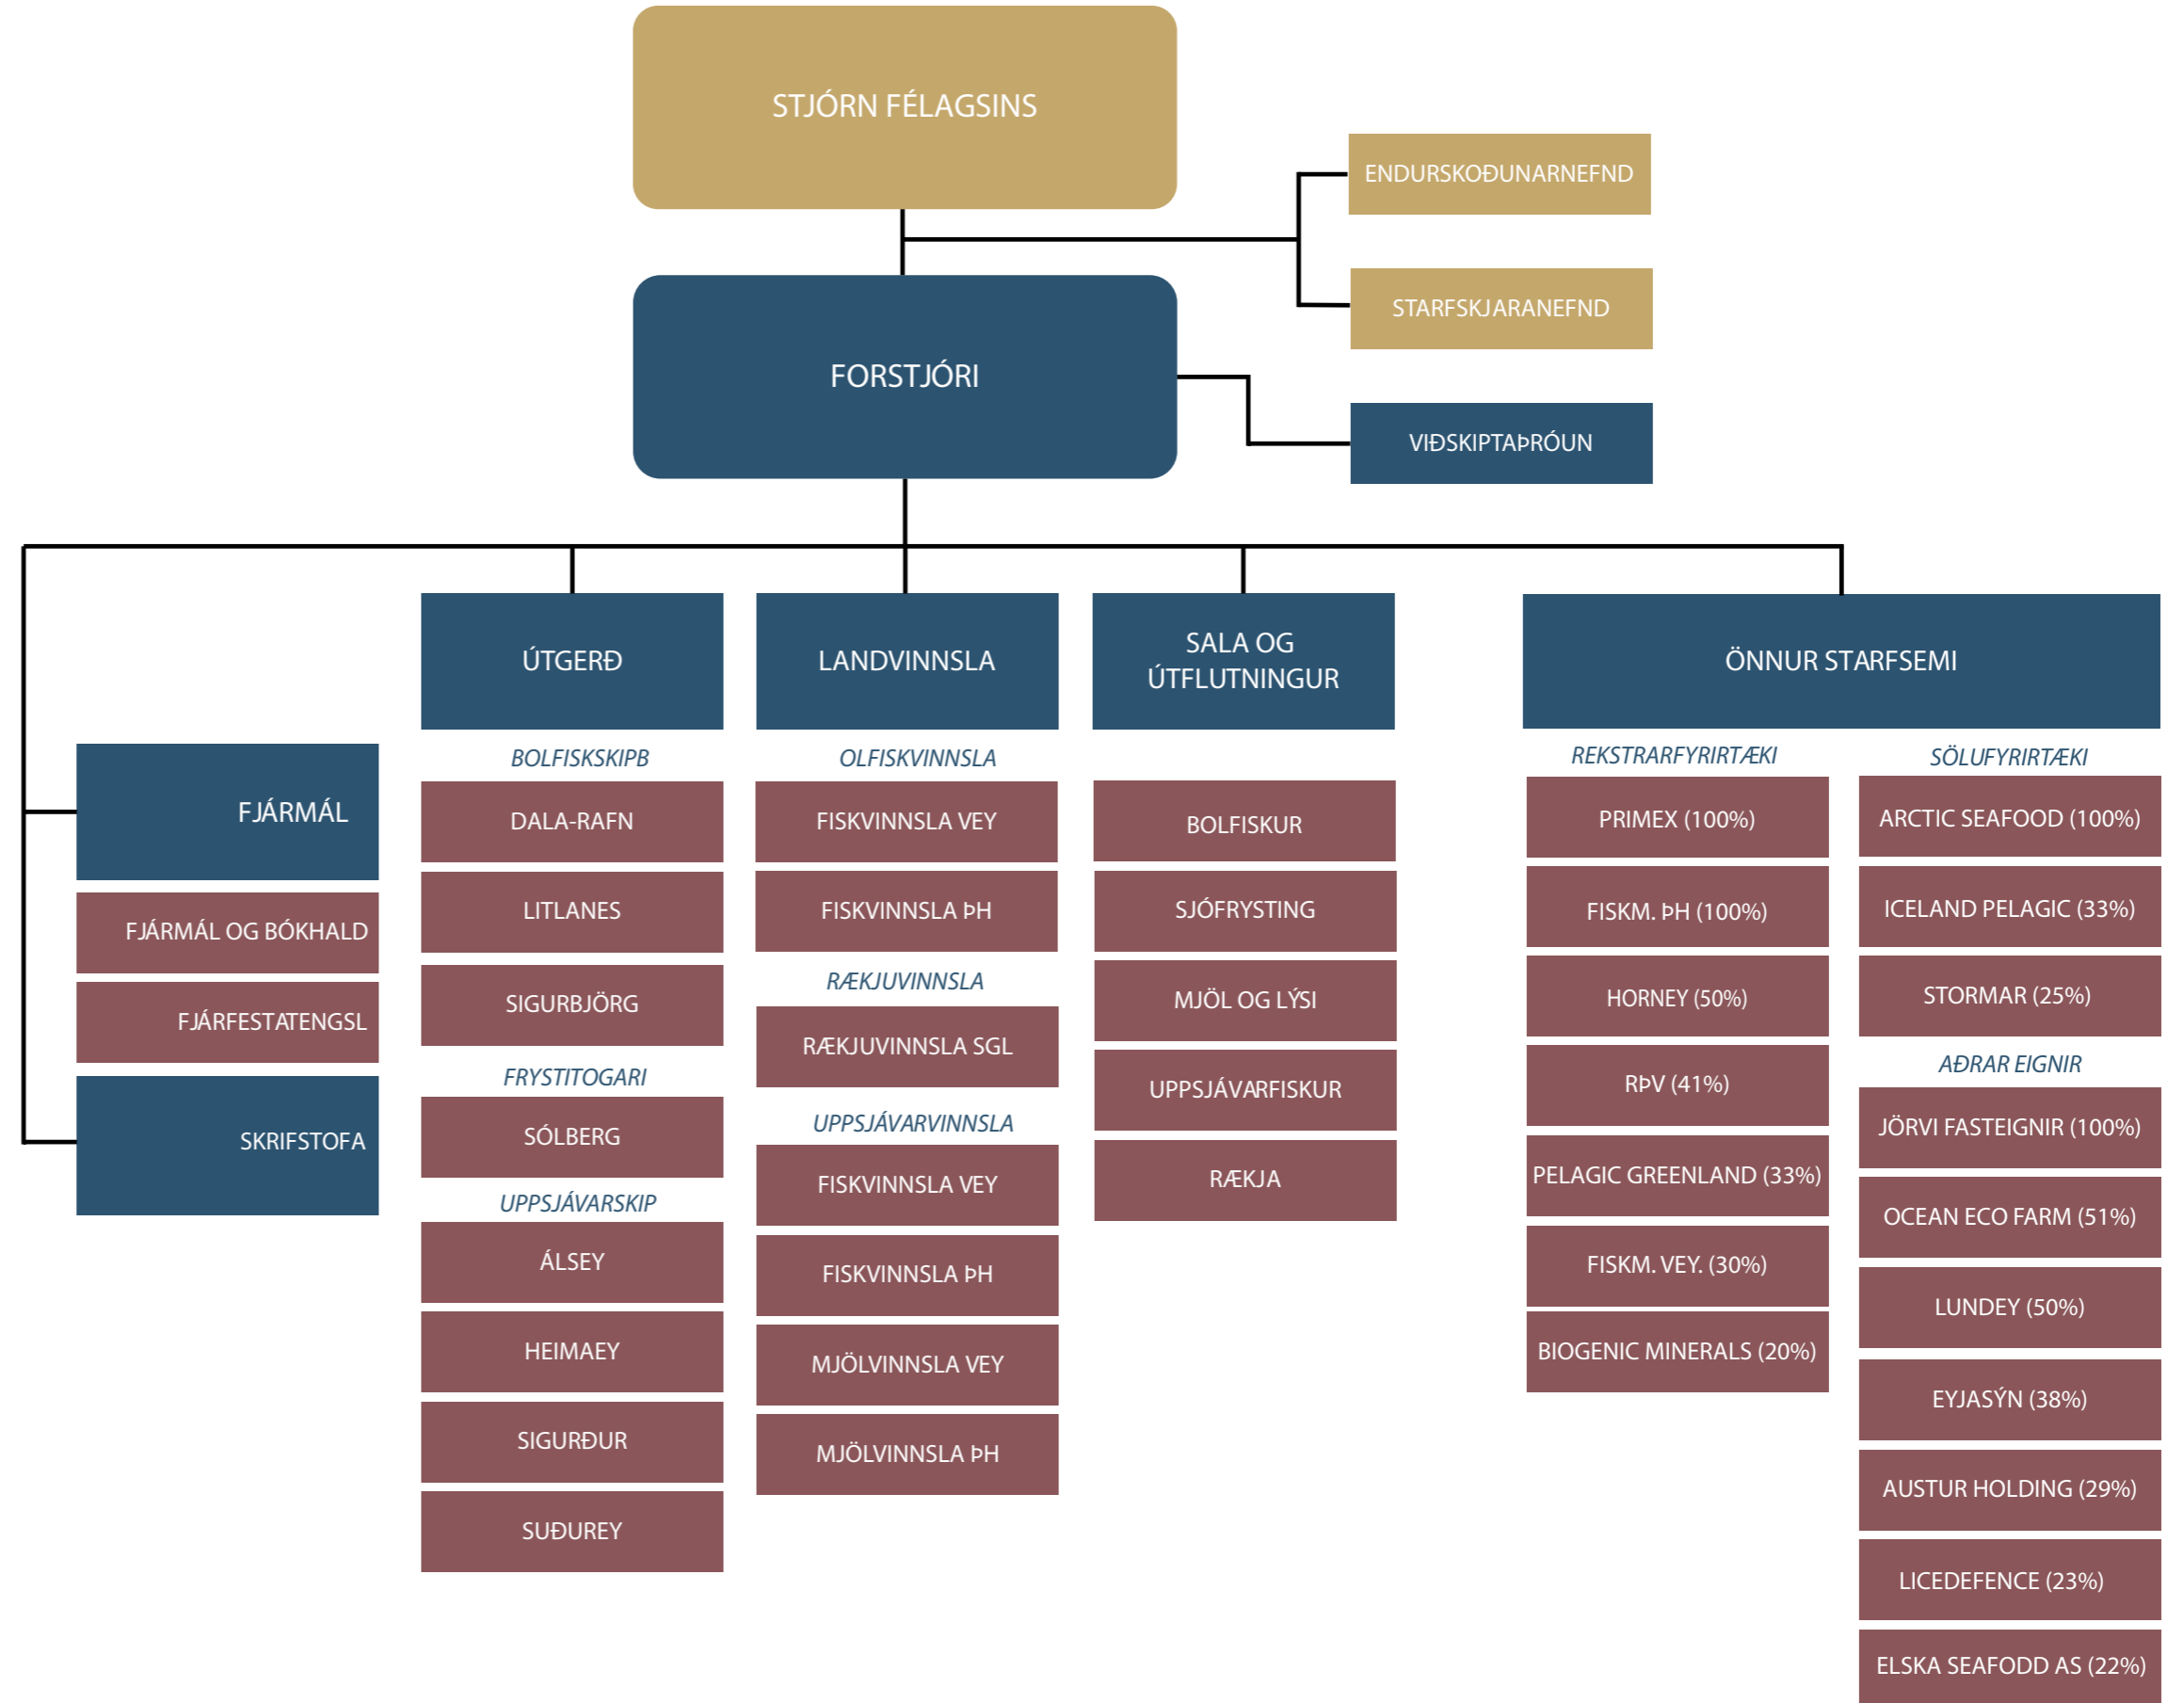 STJÓRN FÉLAGSINS
ENDURSKOÐUNARNEFND
STARFSKJARANEFND
FORSTJÓRI
VIÐSKIPTAÞRÓUN
FJÁRMÁL
FJÁRMÁL OG BÓKHALD
FJÁRFESTATENGSL
SKRIFSTOFA
ÚTGERÐ
BOLFISKSKIPB
DALA-RAFN
LITLANES
SIGURBJÖRG
FRYSTITOGARI
SÓLBERG
UPPSJÁVARSKIP
ÁLSEY
HEIMAEY
SIGURÐUR
SUÐUREY
LANDVINNSLA
OLFISKVINNSLA
FISKVINNSLA VEY
FISKVINNSLA ÞH
RÆKJUVINNSLA
RÆKJUVINNSLA SGL
UPPSJÁVARVINNSLA
FISKVINNSLA VEY
FISKVINNSLA ÞH
MJÖLVINNSLA VEY
MJÖLVINNSLA ÞH
SALA OG
ÚTFLUTNINGUR
BOLFISKUR
SJÓFRYSTING
MJÖL OG LÝSI
UPPSJÁVARFISKUR
RÆKJA
ÖNNUR STARFSEMI
REKSTRARFYRIRTÆKI
PRIMEX (100%)
FISKM. ÞH (100%)
HORNEY (50%)
RÞV (41%)
PELAGIC GREENLAND (33%)
FISKM. VEY. (30%)
BIOGENIC MINERALS (20%)
SÖLUFYRIRTÆKI
ARCTIC SEAFOOD (100%)
ICELAND PELAGIC (33%)
STORMAR (25%)
AÐRAR EIGNIR
JÖRVI FASTEIGNIR (100%)
OCEAN ECO FARM (51%)
LUNDEY (50%)
EYJASÝN (38%)
AUSTUR HOLDING (29%)
LICEDEFENCE (23%)
ELSKA SEAFODD AS (22%)